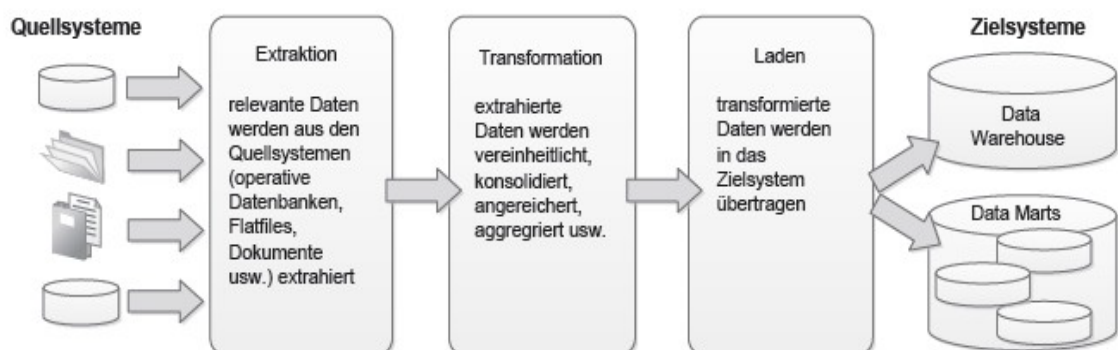 Quellsysteme
Extraktion
relevante Daten
werden aus den
Quellsystemen
(operative
Datenbanken,
Flatfiles,
Dokumente
usw.) extrahiert
Transformation
extrahierte
Daten werden
vereinheitlicht,
konsolidiert,
angereichert,
aggregriert usw.
Laden
transformierte
Daten werden
in das
Zielsystem
übertragen
Zielsysteme
Data
Warehouse
Data Marts